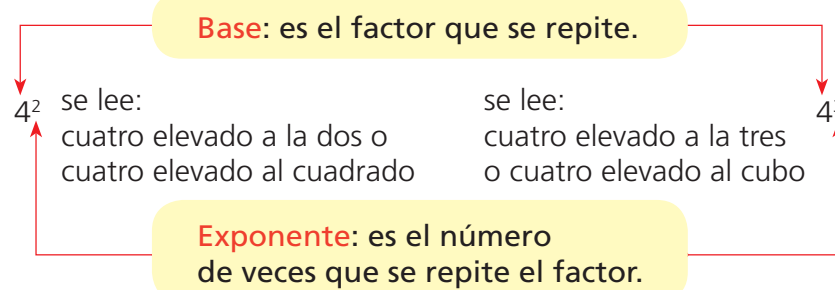 Base: es el factor que se repite.
4²
se lee:
cuatro elevado a la dos o
cuatro elevado al cuadrado
se lee:
cuatro elevado a la tres
o cuatro elevado al cubo
4
Exponente: es el número
de veces que se repite el factor.